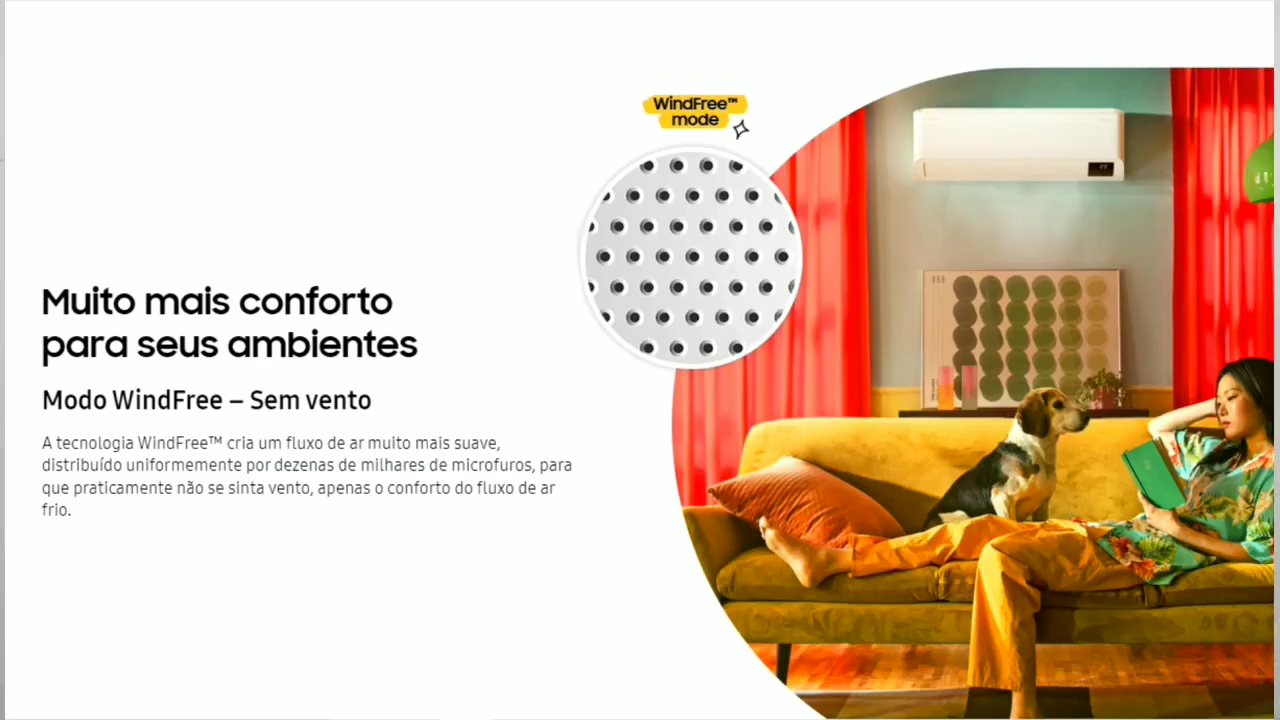 WindFree™
mode
Muito mais conforto
para seus ambientes
Modo WindFree – Sem vento
A tecnologia WindFree™ cria um fluxo de ar muito mais suave,
distribuído uniformemente por dezenas de milhares de microfuros, para
que praticamente não se sinta vento, apenas o conforto do fluxo de ar
frio.